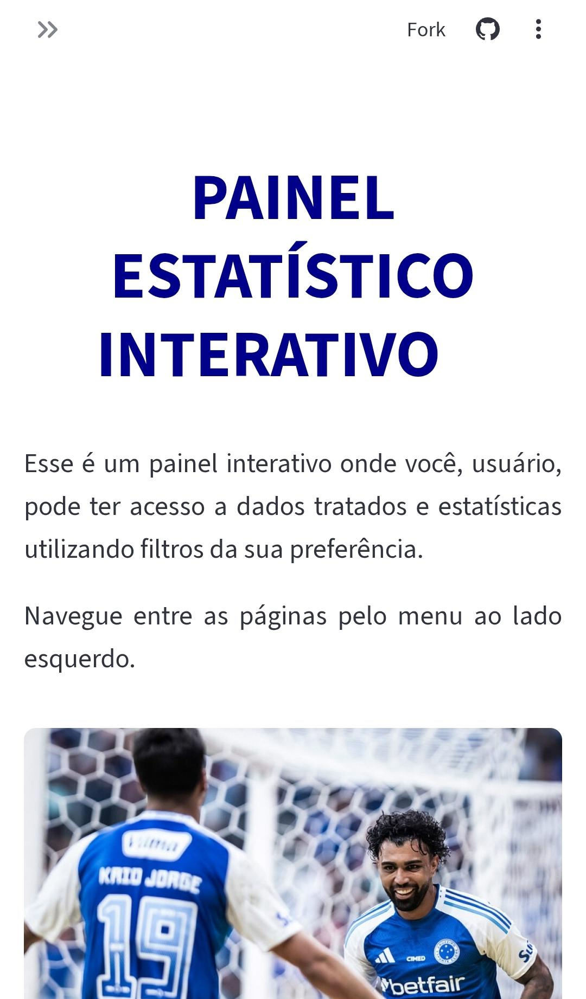 Fork
PAINEL
ESTATÍSTICO
INTERATIVO
Esse é um painel interativo onde você, usuário,
pode ter acesso a dados tratados e estatísticas
utilizando filtros da sua preferência.
Navegue entre as páginas pelo menu ao lado
esquerdo.
Vilma
KAIO JORGE
19
CIMED
betfair